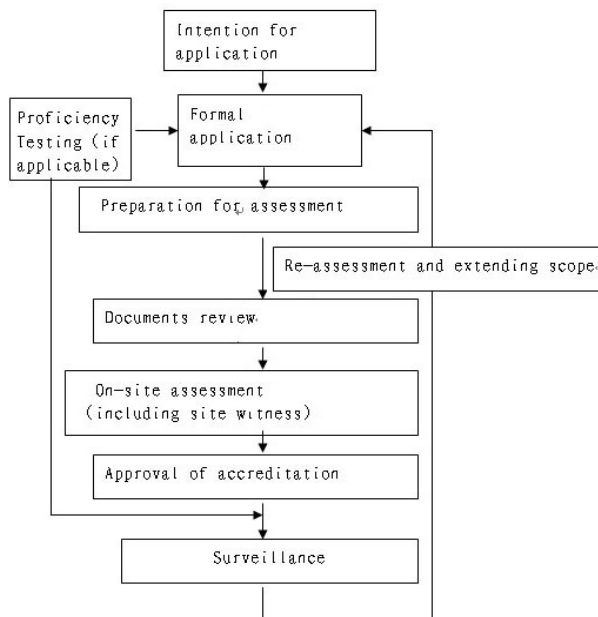 Intention for
application
Proficiency
Testing (if
applicable)
Formal
application
Preparation for assessment
Re-assessment and extending scope
Documents review
On-site assessment
(including site witness)
Approval of accreditation
Surveillance